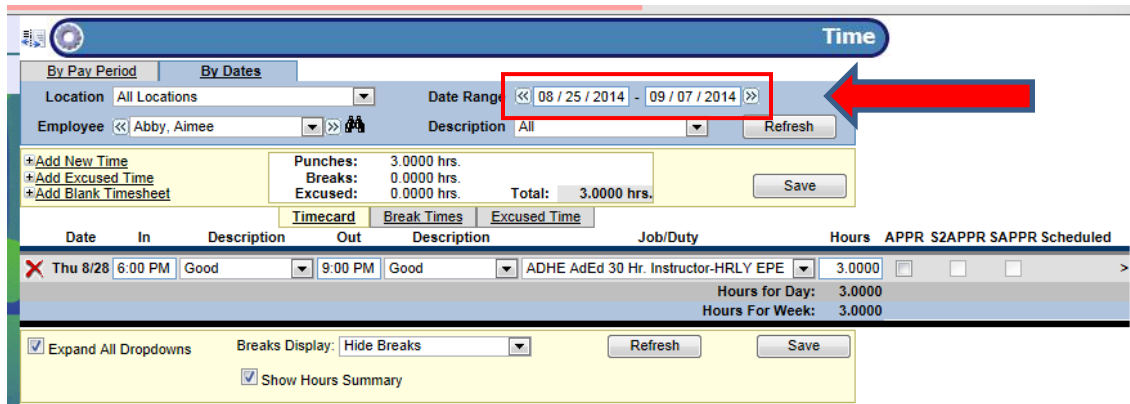 Time
By Pay Period By Dates
Location All Locations Date Range << 08 / 25 / 2014 - 09 / 07 / 2014 >>
Employee << Abby, Aimee >> Description All Refresh
Add New Time Punches: 3.0000 hrs.
Add Excused Time Breaks: 0.0000 hrs.
Add Blank Timesheet Excused: 0.0000 hrs. Total: 3.0000 hrs. Save
Timecard Break Times Excused Time
Date In Description Out Description Job/Duty Hours APPR S2APPR SAPPR Scheduled
Thu 8/28 6:00 PM Good 9:00 PM Good ADHE AdEd 30 Hr. Instructor-HRLY EPE 3.0000 >
Hours for Day: 3.0000
Hours For Week: 3.0000
Expand All Dropdowns Breaks Display: Hide Breaks Refresh Save
Show Hours Summary